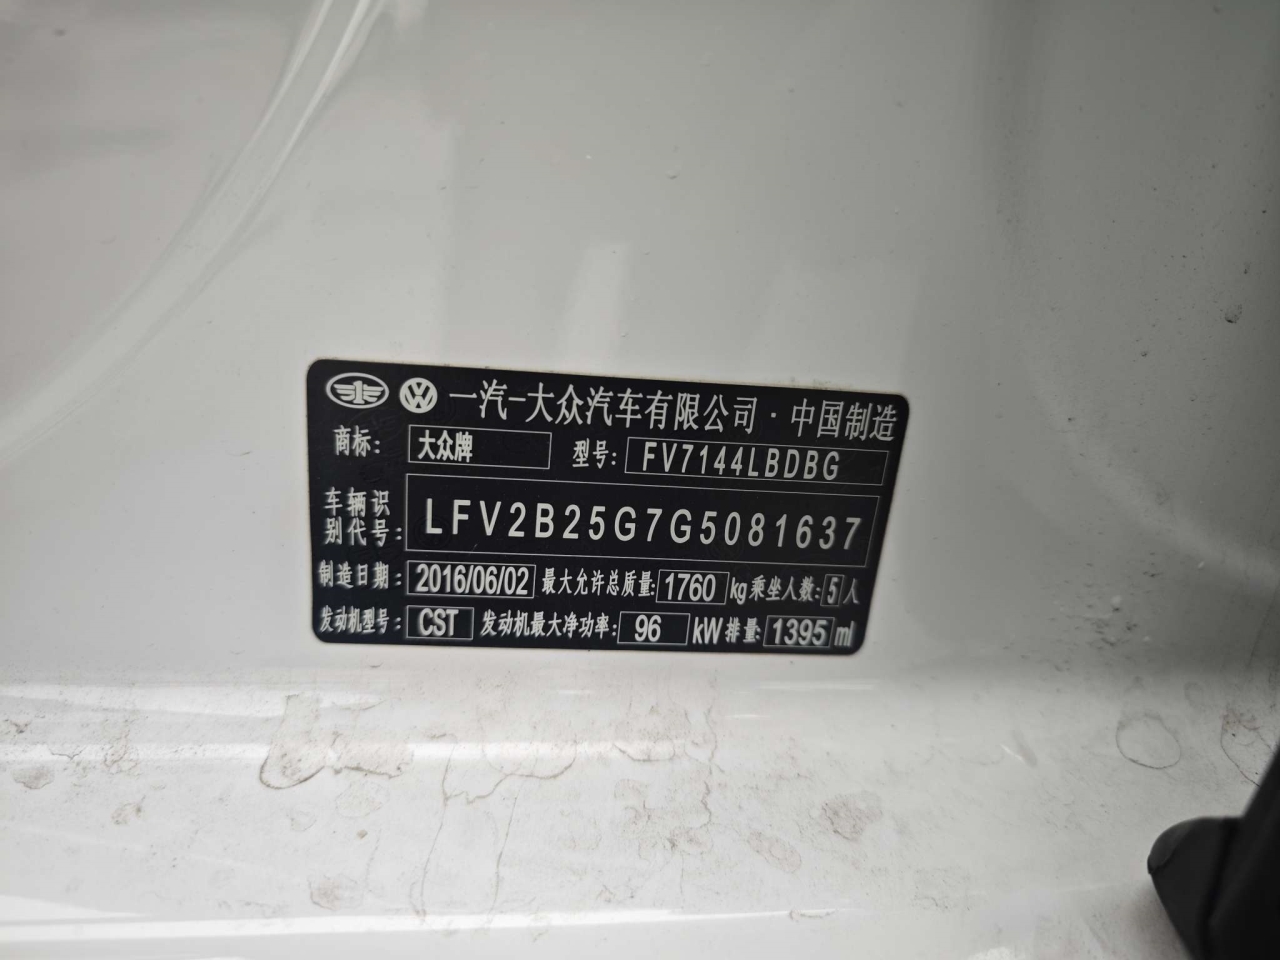 一汽-大众汽车有限公司·中国制造
商标: 大众牌 型号: FV7144LBDBG
车辆识别代号: LFV2B25G7G5081637
制造日期: 2016/06/02 最大允许总质量: 1760 kg 乘坐人数: 5 人
发动机型号: CST 发动机最大净功率: 96 kW 排量: 1395 ml